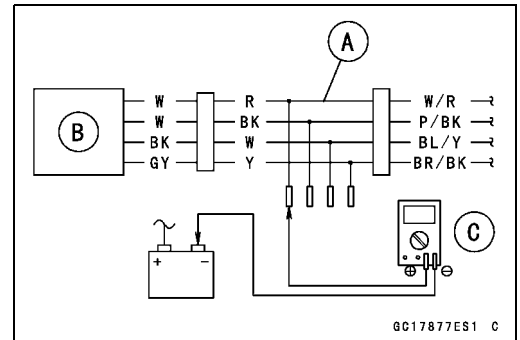 A
W R W/R
W BK P/BK
B BK W BL/Y
GY Y BR/BK
C
+ −
⊕ ⊖
GC17877ES1 C